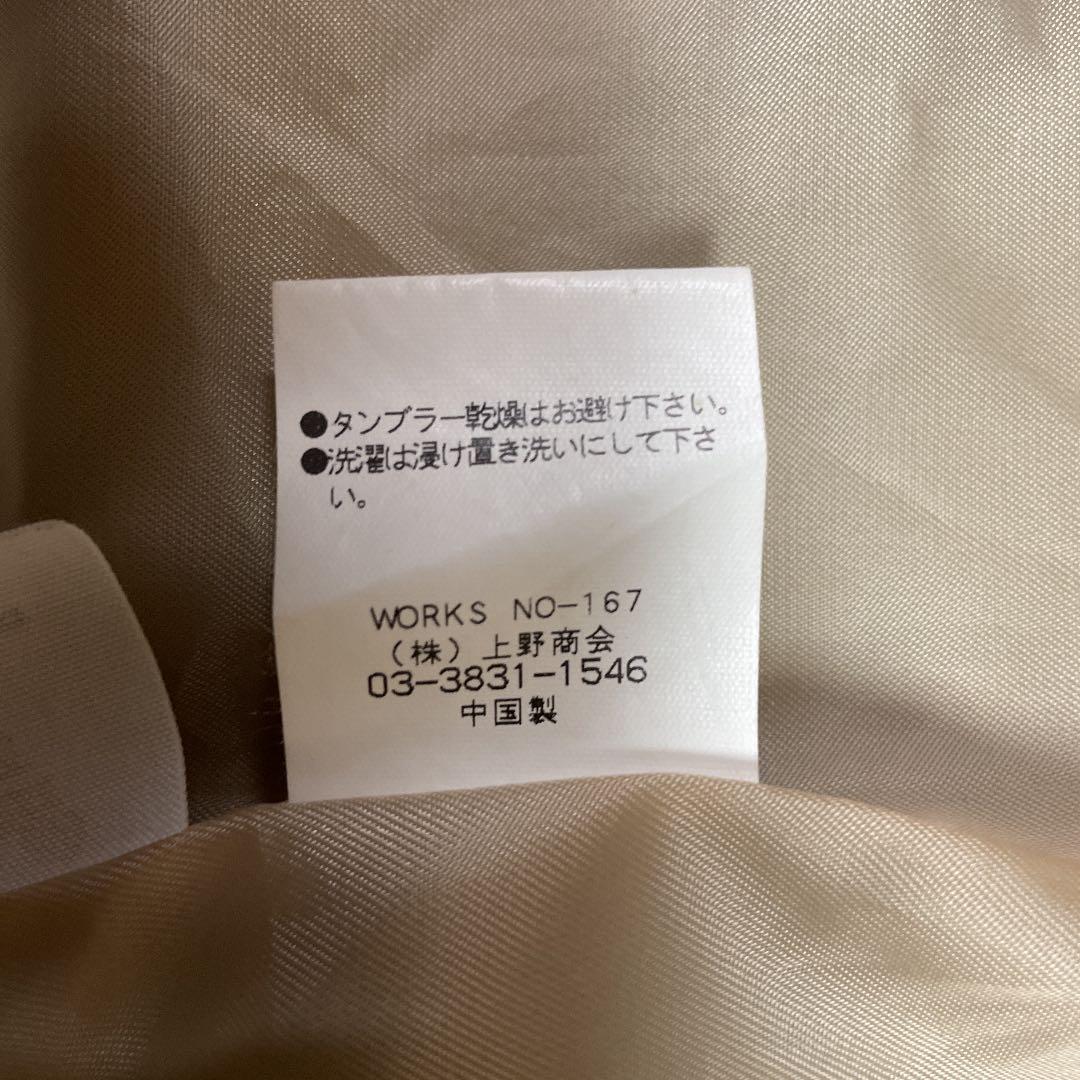 ●タンブラー乾燥はお避け下さい。
●洗濯は浸け置き洗いにして下さ
い。
WORKS NO-167
(株)上野商会
03-3831-1546
中国製